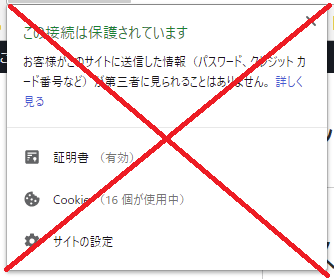 この接続は保護されています
お客様がこのサイトに送信した情報（パスワード、クレジット カ
ード番号など）が第三者に見られることはありません。 詳しく
見る
証明書 （有効）
Cookie （16 個が使用中）
サイトの設定